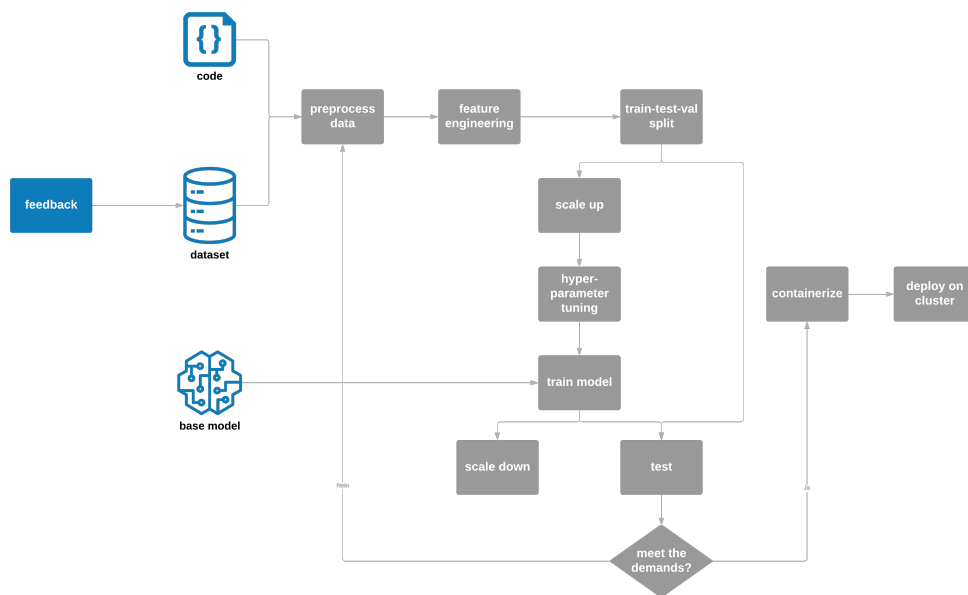 { }
code
preprocess
data
feature
engineering
train-test-val
split
feedback
dataset
scale up
hyper-
parameter
tuning
containerize
deploy on
cluster
train model
base model
scale down
test
Nein
Ja
meet the
demands?